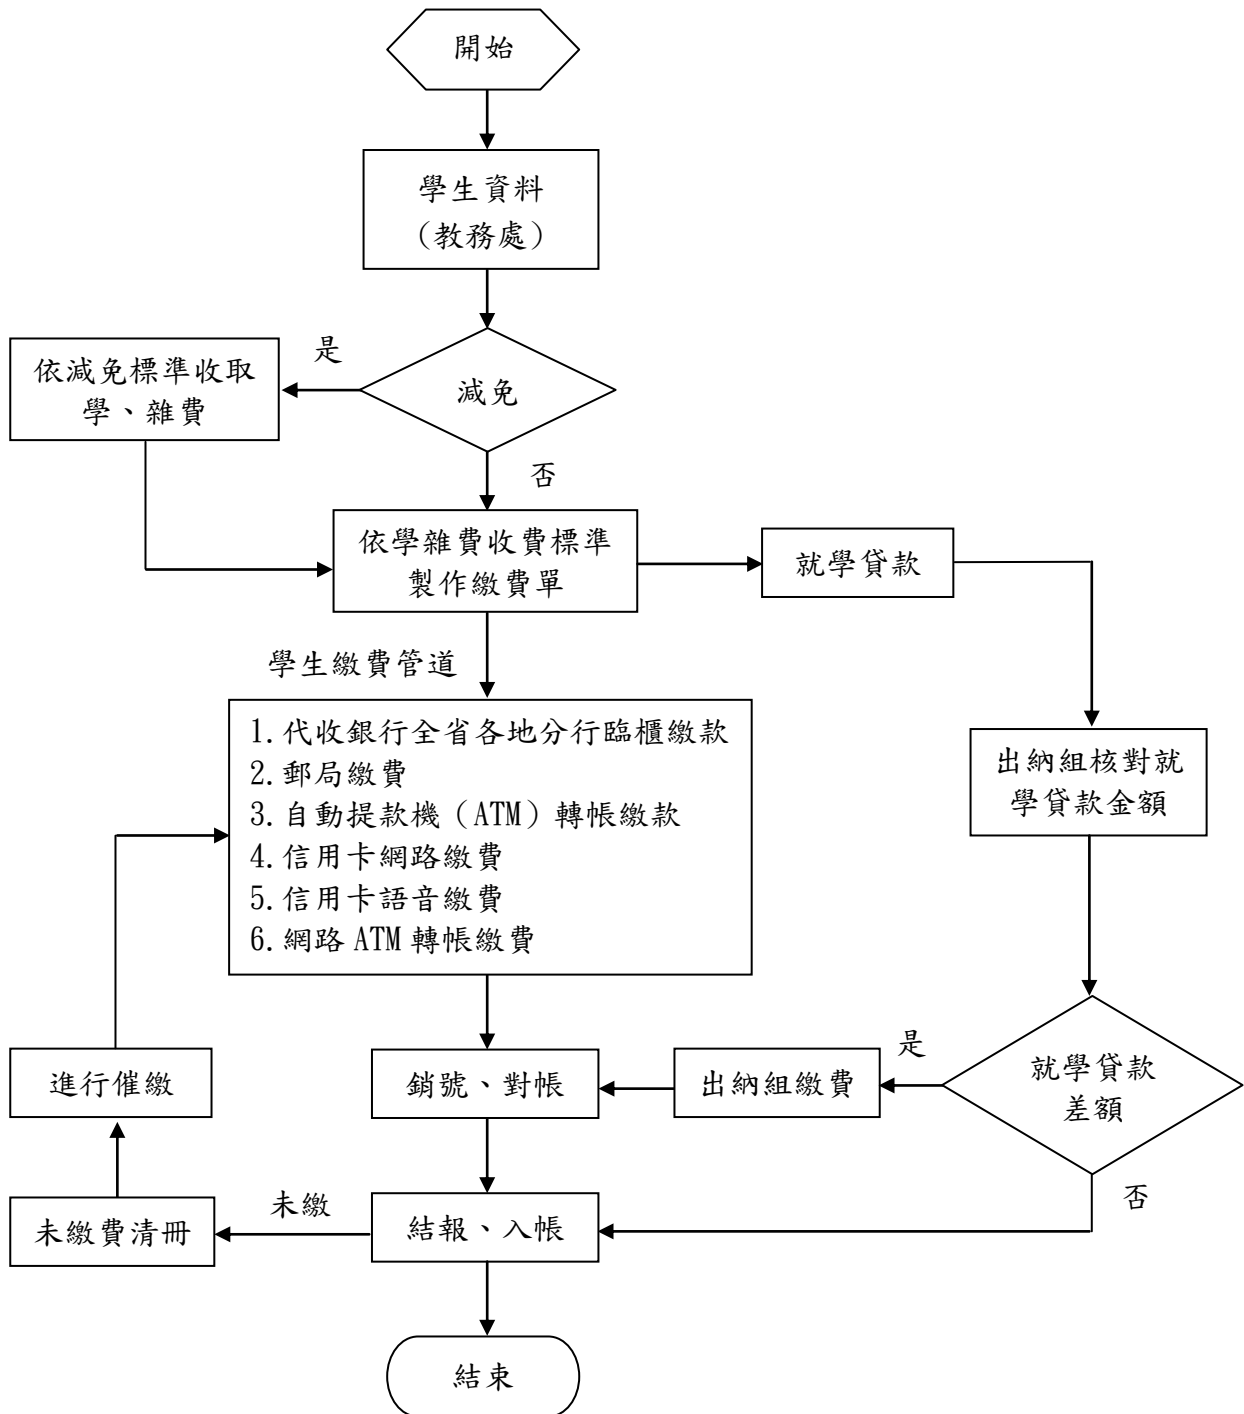 開始
學生資料
（教務處）
是
依減免標準收取
學、雜費
減免
否
依學雜費收費標準
製作繳費單
就學貸款
學生繳費管道
1.代收銀行全省各地分行臨櫃繳款
2.郵局繳費
3.自動提款機（ATM）轉帳繳款
4.信用卡網路繳費
5.信用卡語音繳費
6.網路 ATM 轉帳繳費
出納組核對就
學貸款金額
進行催繳
銷號、對帳
出納組繳費
是
就學貸款
差額
否
未繳費清冊
未繳
結報、入帳
結束